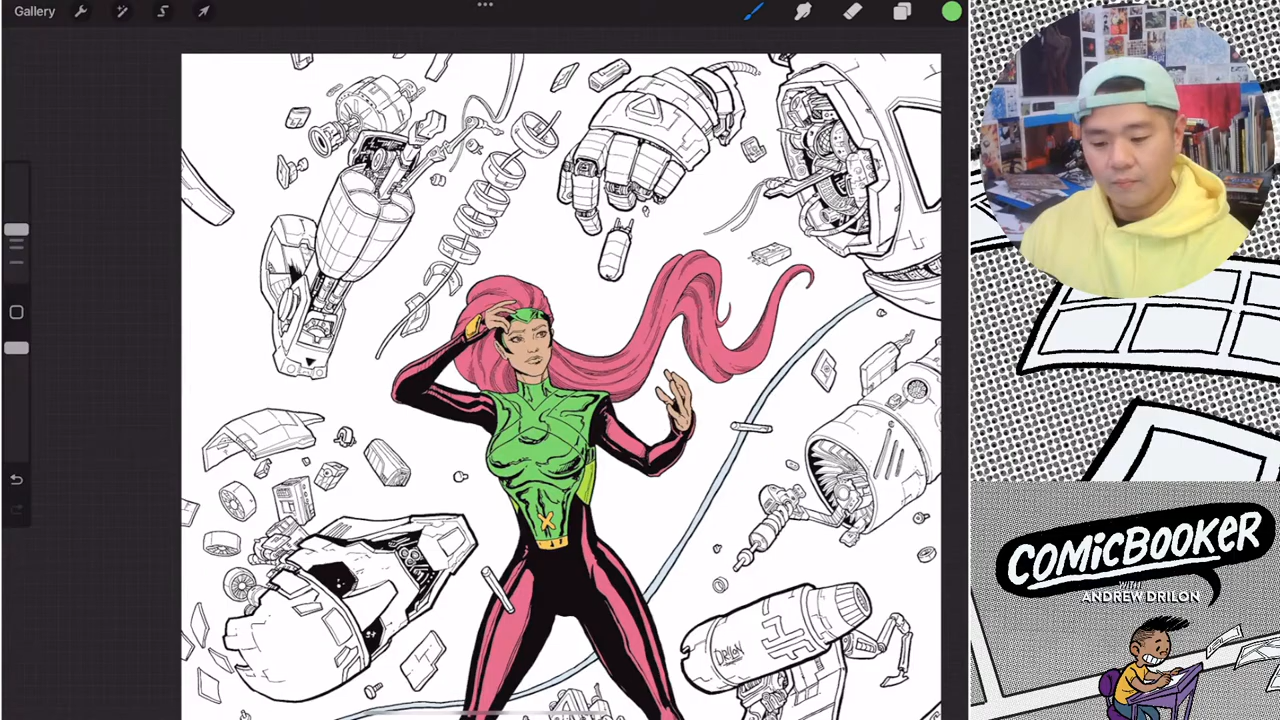 Gallery
DRILON
COMICBOOKER
WITH
ANDREW DRILON